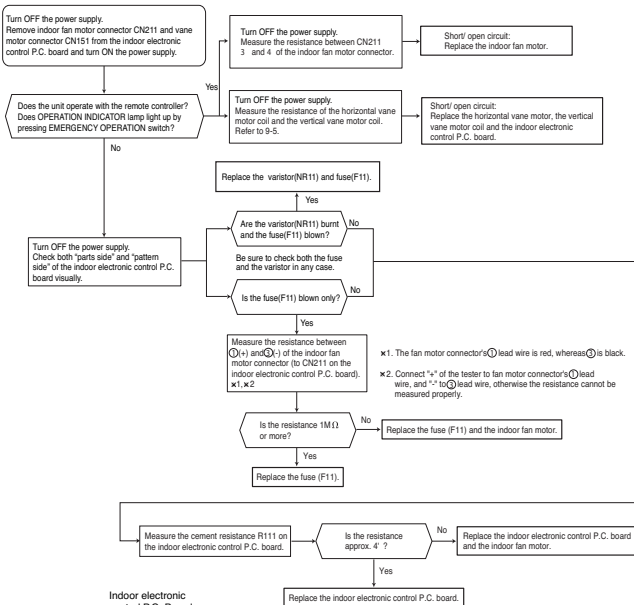 Turn OFF the power supply.
Remove indoor fan motor connector CN211 and vane
motor connector CN151 from the indoor electronic
control P.C. board and turn ON the power supply.
Turn OFF the power supply.
Measure the resistance between CN211
3 and 4 of the indoor fan motor connector.
Short/ open circuit:
Replace the indoor fan motor.
Yes
Does the unit operate with the remote controller?
Does OPERATION INDICATOR lamp light up by
pressing EMERGENCY OPERATION switch?
Turn OFF the power supply.
Measure the resistance of the horizontal vane
motor coil and the vertical vane motor coil.
Refer to 9-5.
Short/ open circuit:
Replace the horizontal vane motor, the vertical
vane motor coil and the indoor electronic
control P.C. board.
No
Replace the varistor(NR11) and fuse(F11).
Yes
Are the varistor(NR11) burnt
and the fuse(F11) blown?
No
Turn OFF the power supply.
Check both "parts side" and "pattern
side" of the indoor electronic control P.C.
board visually.
Be sure to check both the fuse
and the varistor in any case.
No
Is the fuse(F11) blown only?
Yes
Measure the resistance between
①(+) and③(-) of the indoor fan
motor connector (to CN211 on the
indoor electronic control P.C. board).
×1, ×2
×1. The fan motor connector's① lead wire is red, whereas③ is black.
×2. Connect "+" of the tester to fan motor connector's① lead
wire, and "-" to③ lead wire, otherwise the resistance cannot be
measured properly.
Is the resistance 1MΩ
or more?
No
Replace the fuse (F11) and the indoor fan motor.
Yes
Replace the fuse (F11).
Measure the cement resistance R111 on
the indoor electronic control P.C. board.
Is the resistance
approx. 4' ?
No
Replace the indoor electronic control P.C. board
and the indoor fan motor.
Yes
Indoor electronic
Replace the indoor electronic control P.C. board.